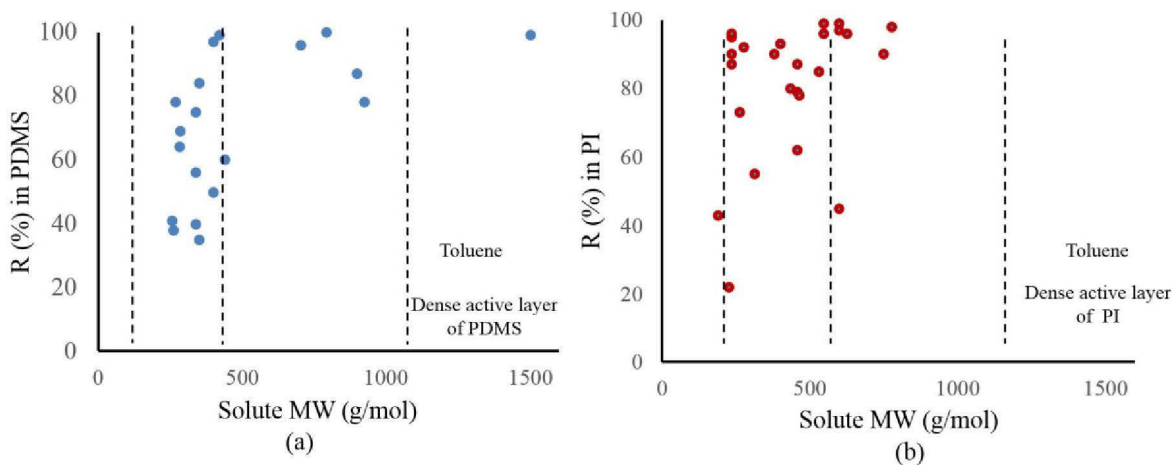 100
80
60
40
20
0
R (%) in PDMS
Toluene
Dense active layer
of PDMS
0
500
1000
1500
Solute MW (g/mol)
(a)
100
80
60
40
20
0
R (%) in PI
Toluene
Dense active layer
of PI
0
500
1000
1500
Solute MW (g/mol)
(b)